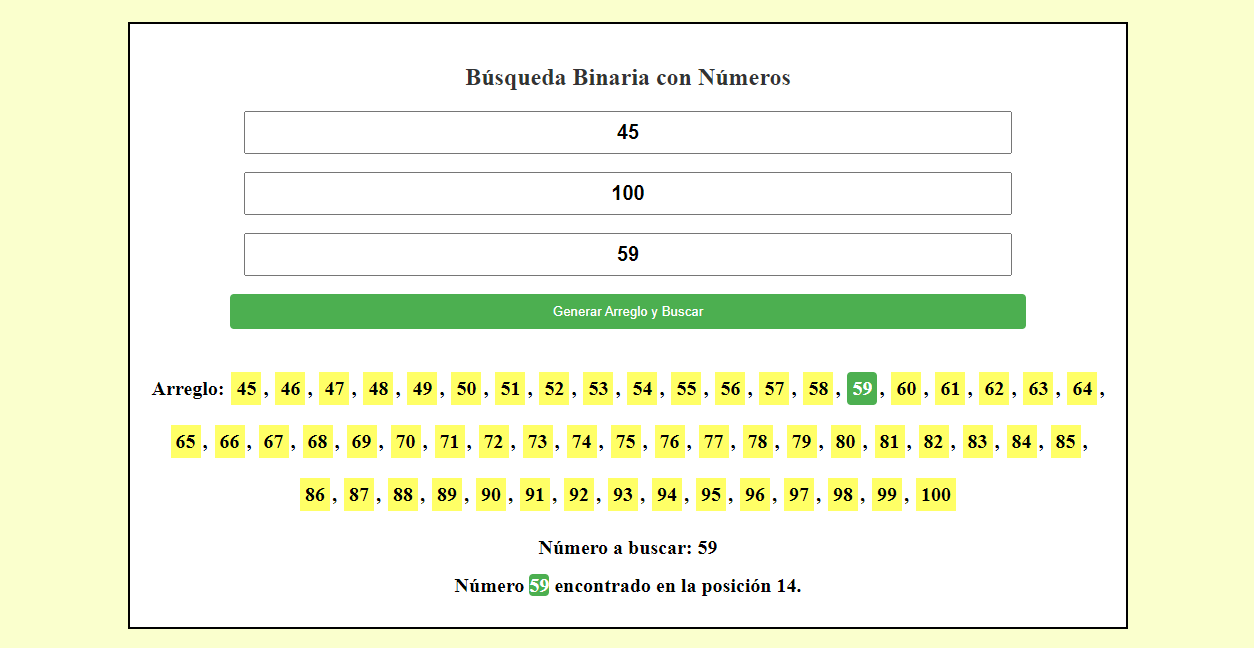 Búsqueda Binaria con Números
45
100
59
Generar Arreglo y Buscar
Arreglo: 45 , 46 , 47 , 48 , 49 , 50 , 51 , 52 , 53 , 54 , 55 , 56 , 57 , 58 , 59 , 60 , 61 , 62 , 63 , 64 ,
65 , 66 , 67 , 68 , 69 , 70 , 71 , 72 , 73 , 74 , 75 , 76 , 77 , 78 , 79 , 80 , 81 , 82 , 83 , 84 , 85 ,
86 , 87 , 88 , 89 , 90 , 91 , 92 , 93 , 94 , 95 , 96 , 97 , 98 , 99 , 100
Número a buscar: 59
Número 59 encontrado en la posición 14.